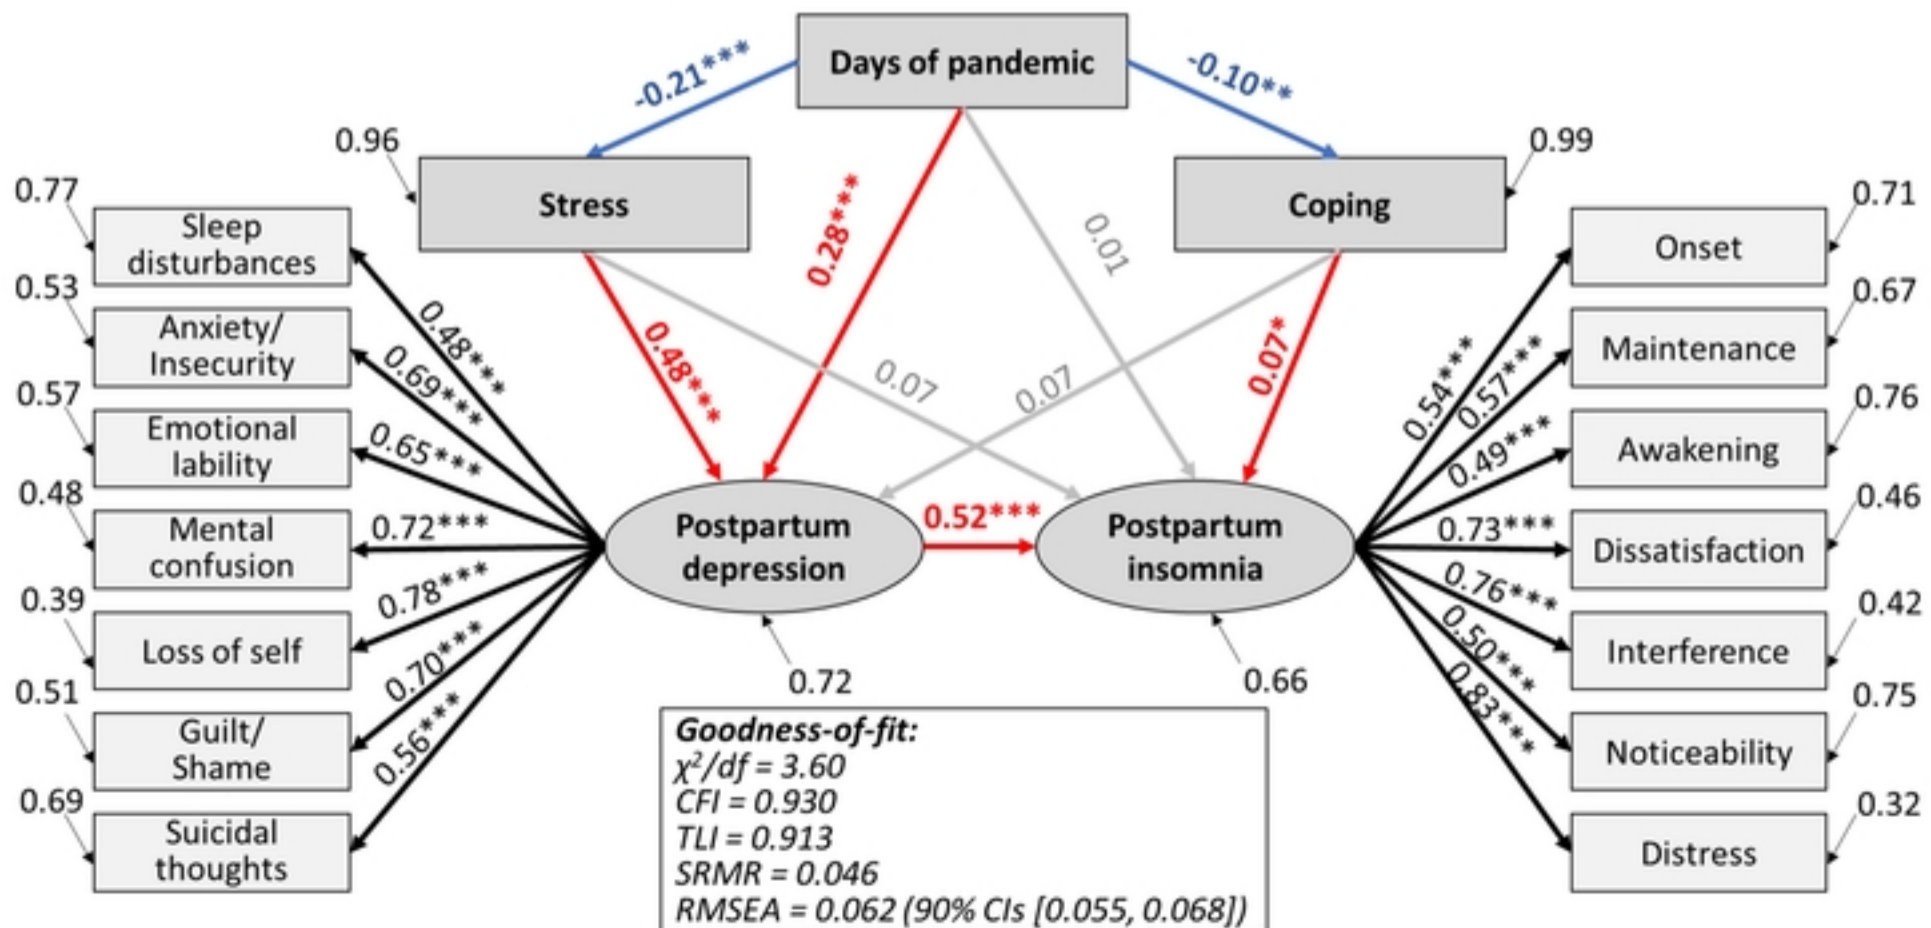 Days of pandemic
-0.21***
-0.10**
0.96
Stress
Coping
0.99
0.77
Sleep
disturbances
0.53
Anxiety/
Insecurity
0.57
Emotional
lability
0.48
Mental
confusion
0.39
Loss of self
0.51
Guilt/
Shame
0.69
Suicidal
thoughts
0.48***
0.69***
0.65***
0.72***
0.78***
0.70***
0.56***
0.48***
0.28***
0.01
0.07
0.07
0.07*
Postpartum
depression
0.52***
Postpartum
insomnia
0.72
0.66
0.54***
0.57***
0.49***
0.73***
0.76***
0.50***
0.83***
0.71
Onset
0.67
Maintenance
0.76
Awakening
0.46
Dissatisfaction
0.42
Interference
0.75
Noticeability
0.32
Distress
Goodness-of-fit:
χ²/df = 3.60
CFI = 0.930
TLI = 0.913
SRMR = 0.046
RMSEA = 0.062 (90% CIs [0.055, 0.068])